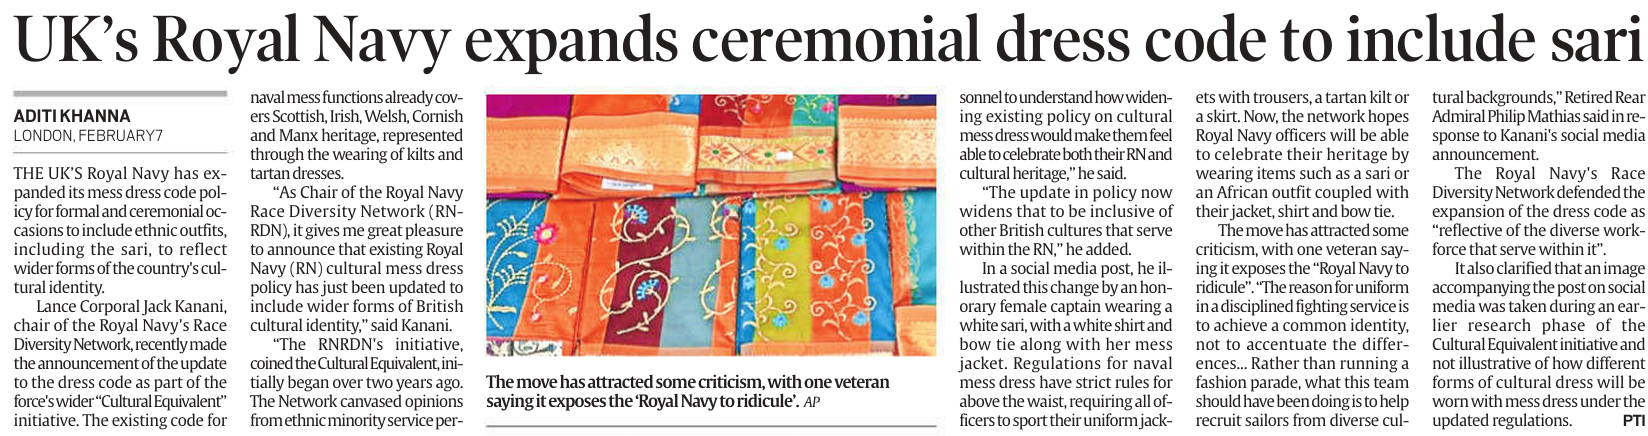 UK's Royal Navy expands ceremonial dress code to include sari
ADITI KHANNA
LONDON, FEBRUARY 7
THE UK'S Royal Navy has ex-
panded its mess dress code pol-
icy for formal and ceremonial oc-
casions to include ethnic outfits,
including the sari, to reflect
wider forms of the country's cul-
tural identity.
Lance Corporal Jack Kanani,
chair of the Royal Navy's Race
Diversity Network, recently made
the announcement of the update
to the dress code as part of the
force's wider “Cultural Equivalent”
initiative. The existing code for
naval mess functions already cov-
ers Scottish, Irish, Welsh, Cornish
and Manx heritage, represented
through the wearing of kilts and
tartan dresses.
“As Chair of the Royal Navy
Race Diversity Network (RN-
RDN), it gives me great pleasure
to announce that existing Royal
Navy (RN) cultural mess dress
policy has just been updated to
include wider forms of British
cultural identity,” said Kanani.
“The RNRDN's initiative,
coined the Cultural Equivalent, ini-
tially began over two years ago.
The Network canvased opinions
from ethnic minority service per-
The move has attracted some criticism, with one veteran
saying it exposes the ‘Royal Navy to ridicule’. AP
sonnel to understand how widen-
ing existing policy on cultural
mess dress would make them feel
able to celebrate both their RN and
cultural heritage,” he said.
“The update in policy now
widens that to be inclusive of
other British cultures that serve
within the RN,” he added.
In a social media post, he il-
lustrated this change by an hon-
orary female captain wearing a
white sari, with a white shirt and
bow tie along with her mess
jacket. Regulations for naval
mess dress have strict rules for
above the waist, requiring all of-
ficers to sport their uniform jack-
ets with trousers, a tartan kilt or
a skirt. Now, the network hopes
Royal Navy officers will be able
to celebrate their heritage by
wearing items such as a sari or
an African outfit coupled with
their jacket, shirt and bow tie.
The move has attracted some
criticism, with one veteran say-
ing it exposes the “Royal Navy to
ridicule”. “The reason for uniform
in a disciplined fighting service is
to achieve a common identity,
not to accentuate the differ-
ences... Rather than running a
fashion parade, what this team
should have been doing is to help
recruit sailors from diverse cul-
tural backgrounds,” Retired Rear
Admiral Philip Mathias said in re-
sponse to Kanani's social media
announcement.
The Royal Navy's Race
Diversity Network defended the
expansion of the dress code as
“reflective of the diverse work-
force that serve within it”.
It also clarified that an image
accompanying the post on social
media was taken during an ear-
lier research phase of the
Cultural Equivalent initiative and
not illustrative of how different
forms of cultural dress will be
worn with mess dress under the
updated regulations. PTI